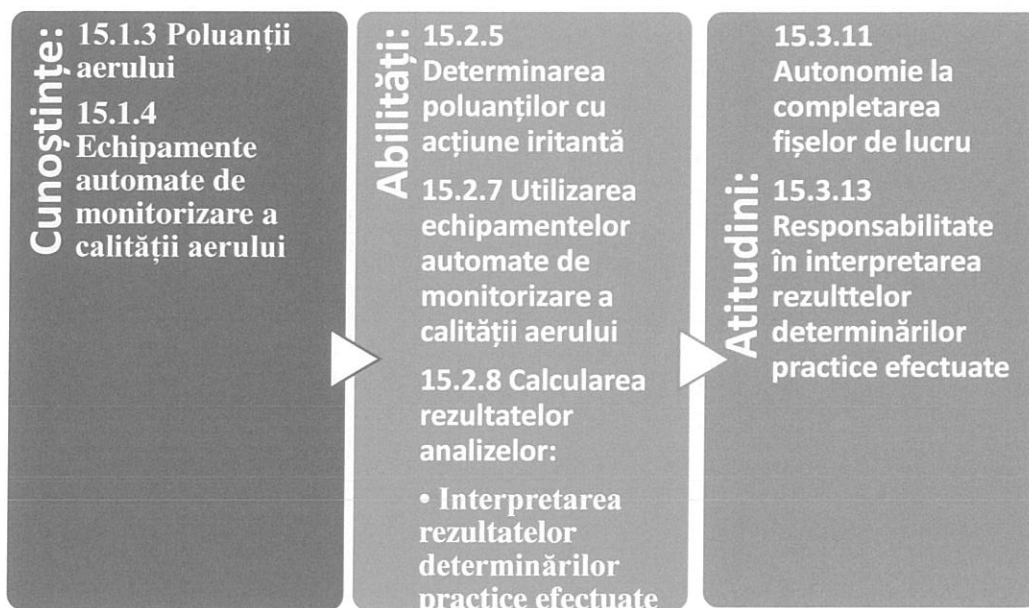 Cunoștințe:
15.1.3 Poluanții
aerului
15.1.4
Echipamente
automate de
monitorizare a
calității aerului
Abilități:
15.2.5
Determinarea
poluanților cu
acțiune iritantă
15.2.7 Utilizarea
echipamentelor
automate de
monitorizare a
calității aerului
15.2.8 Calcularea
rezultatelor
analizelor:
• Interpretarea
rezultatelor
determinărilor
practice efectuate
Atitudini:
15.3.11
Autonomie la
completarea
fișelor de lucru
15.3.13
Responsabilitate
în interpretarea
rezulttelor
determinărilor
practice efectuate